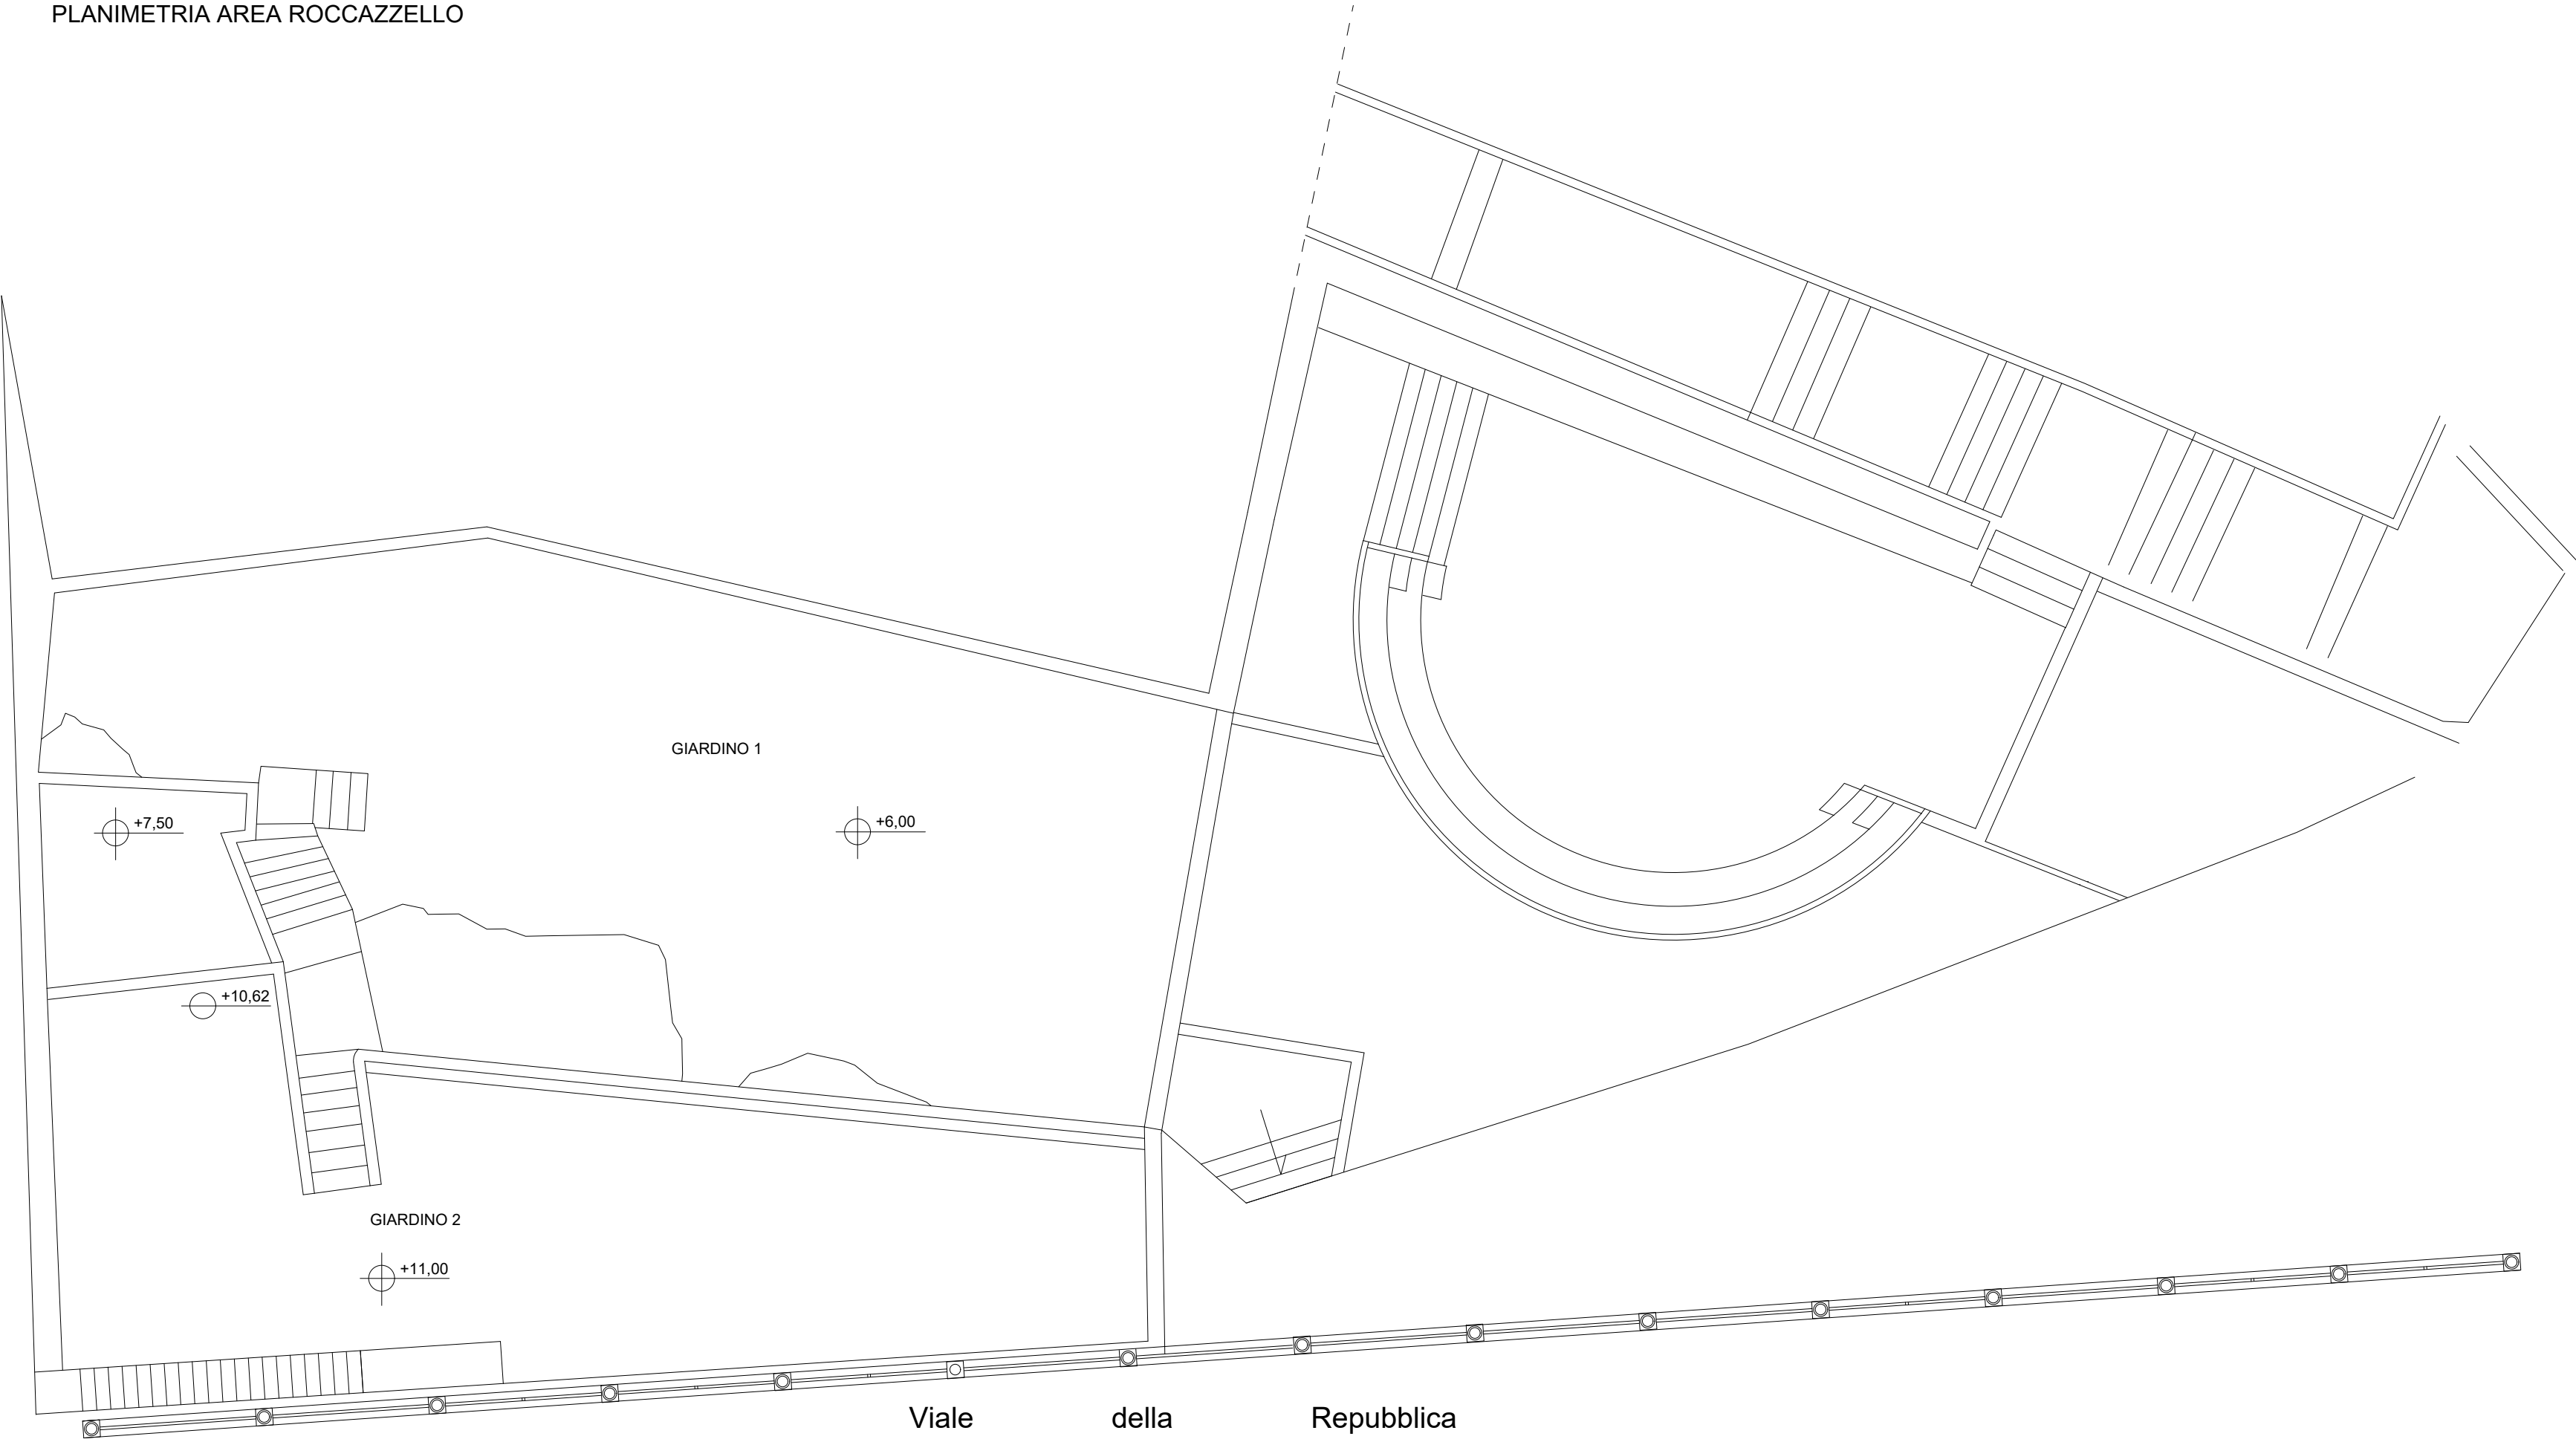 PLANIMETRIA AREA ROCCAZZELLO
GIARDINO 1
+7,50
+6,00
+10,62
GIARDINO 2
+11,00
Viale della Repubblica